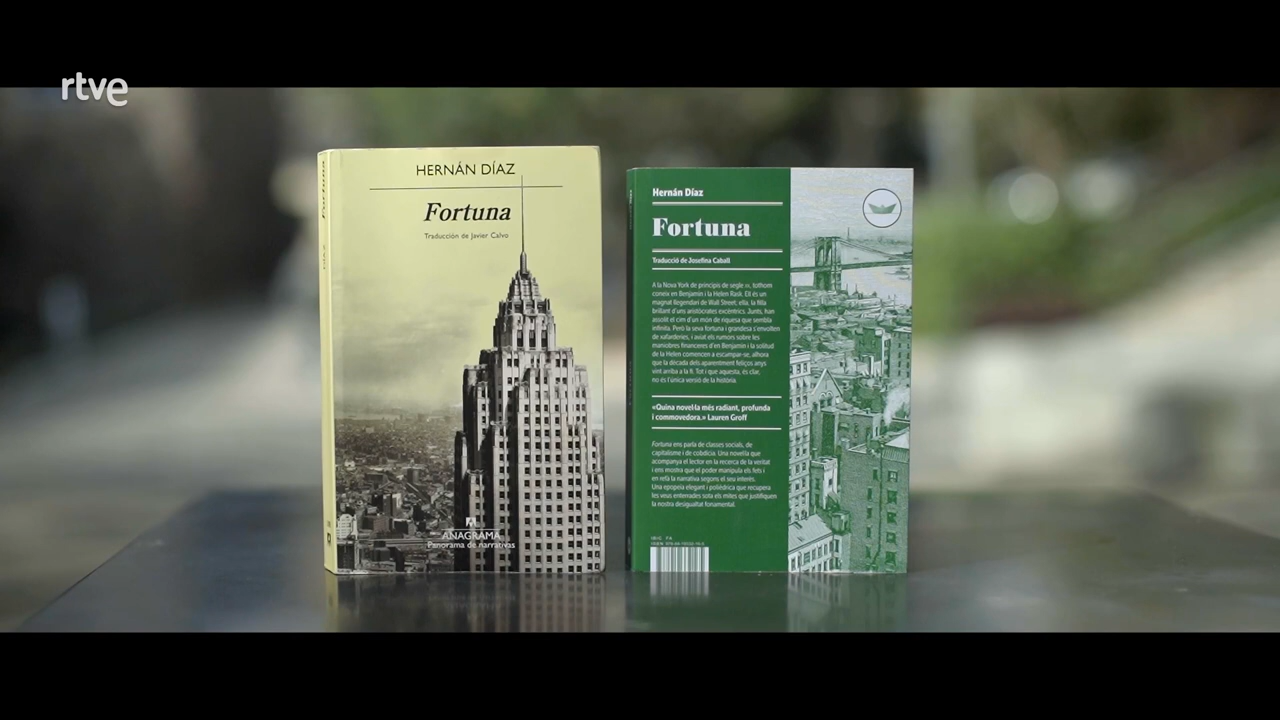 rtve
HERNÁN DÍAZ
Fortuna
Traducción de Javier Calvo
ANAGRAMA
Panorama de narrativas
Fortuna
DÍAZ
Hernán Díaz
Fortuna
Traducció de Josefina Caball
A la Nova York de principis de segle XX, tothom
coneix en Benjamin i la Helen Rask. Ell és un
magnat llegendari de Wall Street; ella, la filla
brillant d'uns aristòcrates excèntrics. Junts, han
assolit el cim d'un món de riquesa que sembla
infinita. Però la seva fortuna i grandesa s'envolten
de xafarderies, i aviat els rumors sobre les
maniobres financeres d'en Benjamin i la solitud
de la Helen comencen a escampar-se, alhora
que la dècada dels aparentment feliços anys
vint arriba a la fi. Tot i que aquesta, és clar,
no és l'única versió de la història.
«Quina novel·la més radiant, profunda
i commovedora.» Lauren Groff
Fortuna ens parla de classes socials, de
capitalisme i de cobdícia. Una novel·la que
acompanya el lector en la recerca de la veritat
i ens mostra que el poder manipula els fets i
en refà la narrativa segons el seu interès.
Una epopeia elegant i polièdrica que recupera
les veus enterrades sota els mites que justifiquen
la nostra desigualtat fonamental.